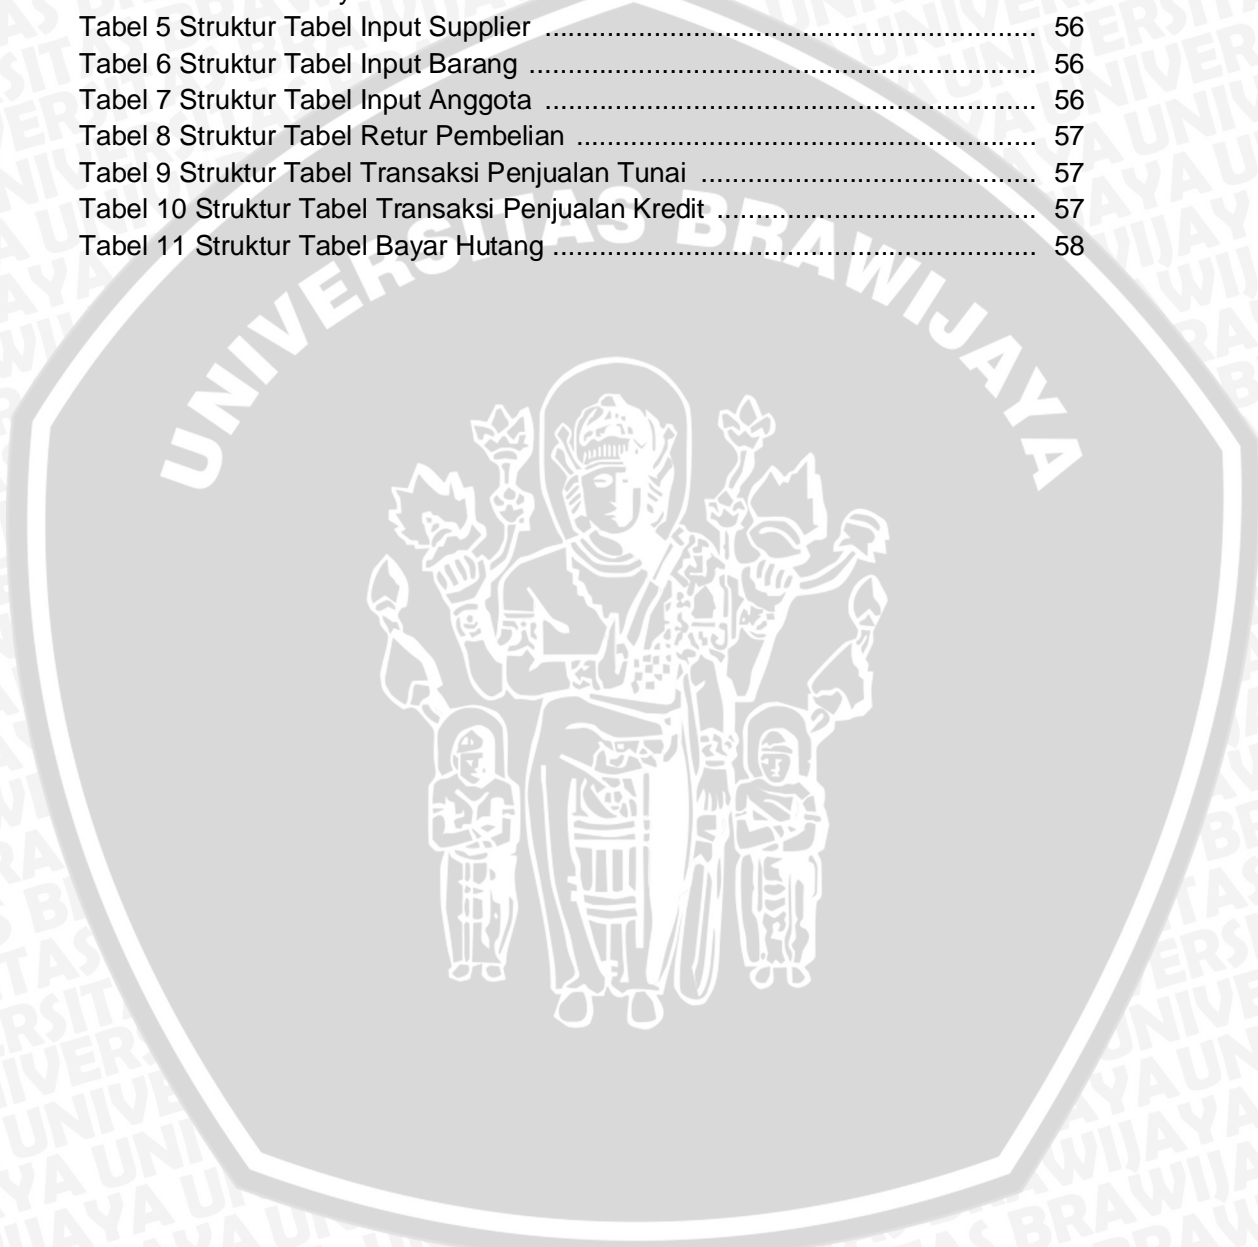 Tabel 5 Struktur Tabel Input Supplier ............................................................... 56
Tabel 6 Struktur Tabel Input Barang ................................................................. 56
Tabel 7 Struktur Tabel Input Anggota ............................................................... 56
Tabel 8 Struktur Tabel Retur Pembelian ........................................................... 57
Tabel 9 Struktur Tabel Transaksi Penjualan Tunai ........................................... 57
Tabel 10 Struktur Tabel Transaksi Penjualan Kredit ......................................... 57
Tabel 11 Struktur Tabel Bayar Hutang .............................................................. 58
UNIVERSITAS BRAWIJAYA